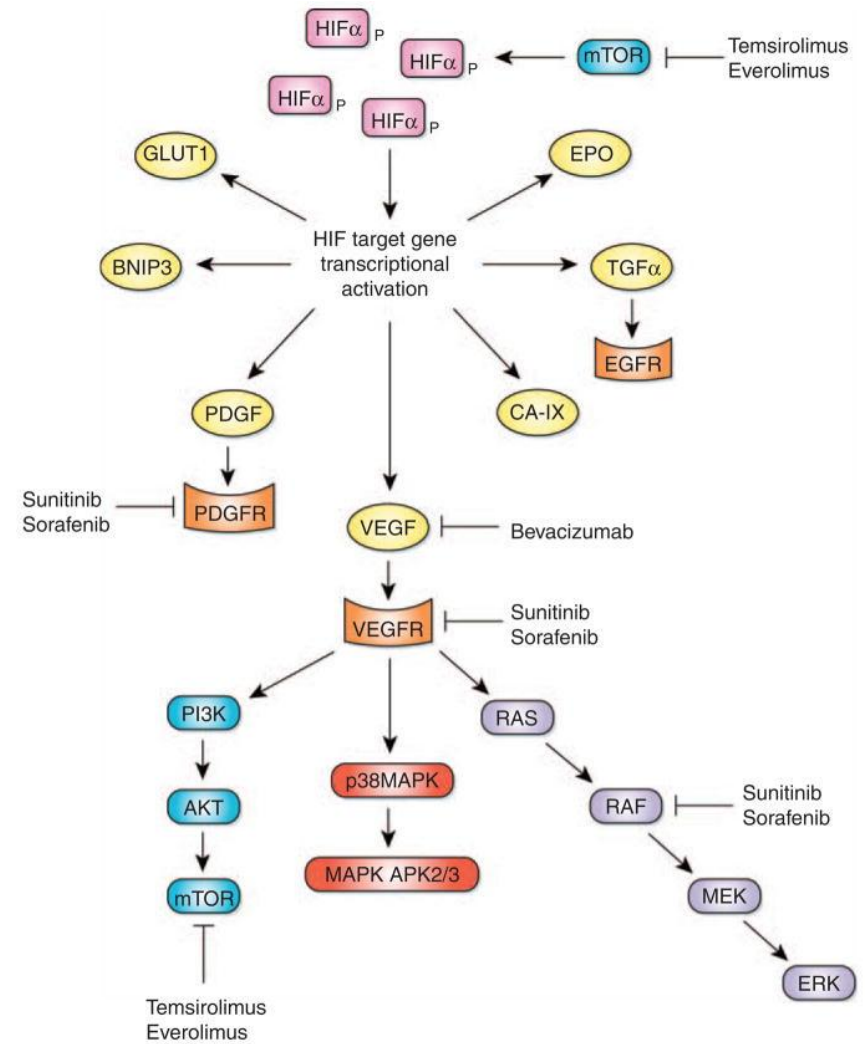 HIFα P
HIFα P
mTOR
Temsirolimus
Everolimus
HIFα P
HIFα P
GLUT1
EPO
HIF target gene
transcriptional
activation
BNIP3
TGFα
EGFR
PDGF
CA-IX
Sunitinib
Sorafenib
PDGFR
VEGF
Bevacizumab
VEGFR
Sunitinib
Sorafenib
PI3K
RAS
p38MAPK
AKT
RAF
Sunitinib
Sorafenib
MAPK APK2/3
mTOR
MEK
ERK
Temsirolimus
Everolimus